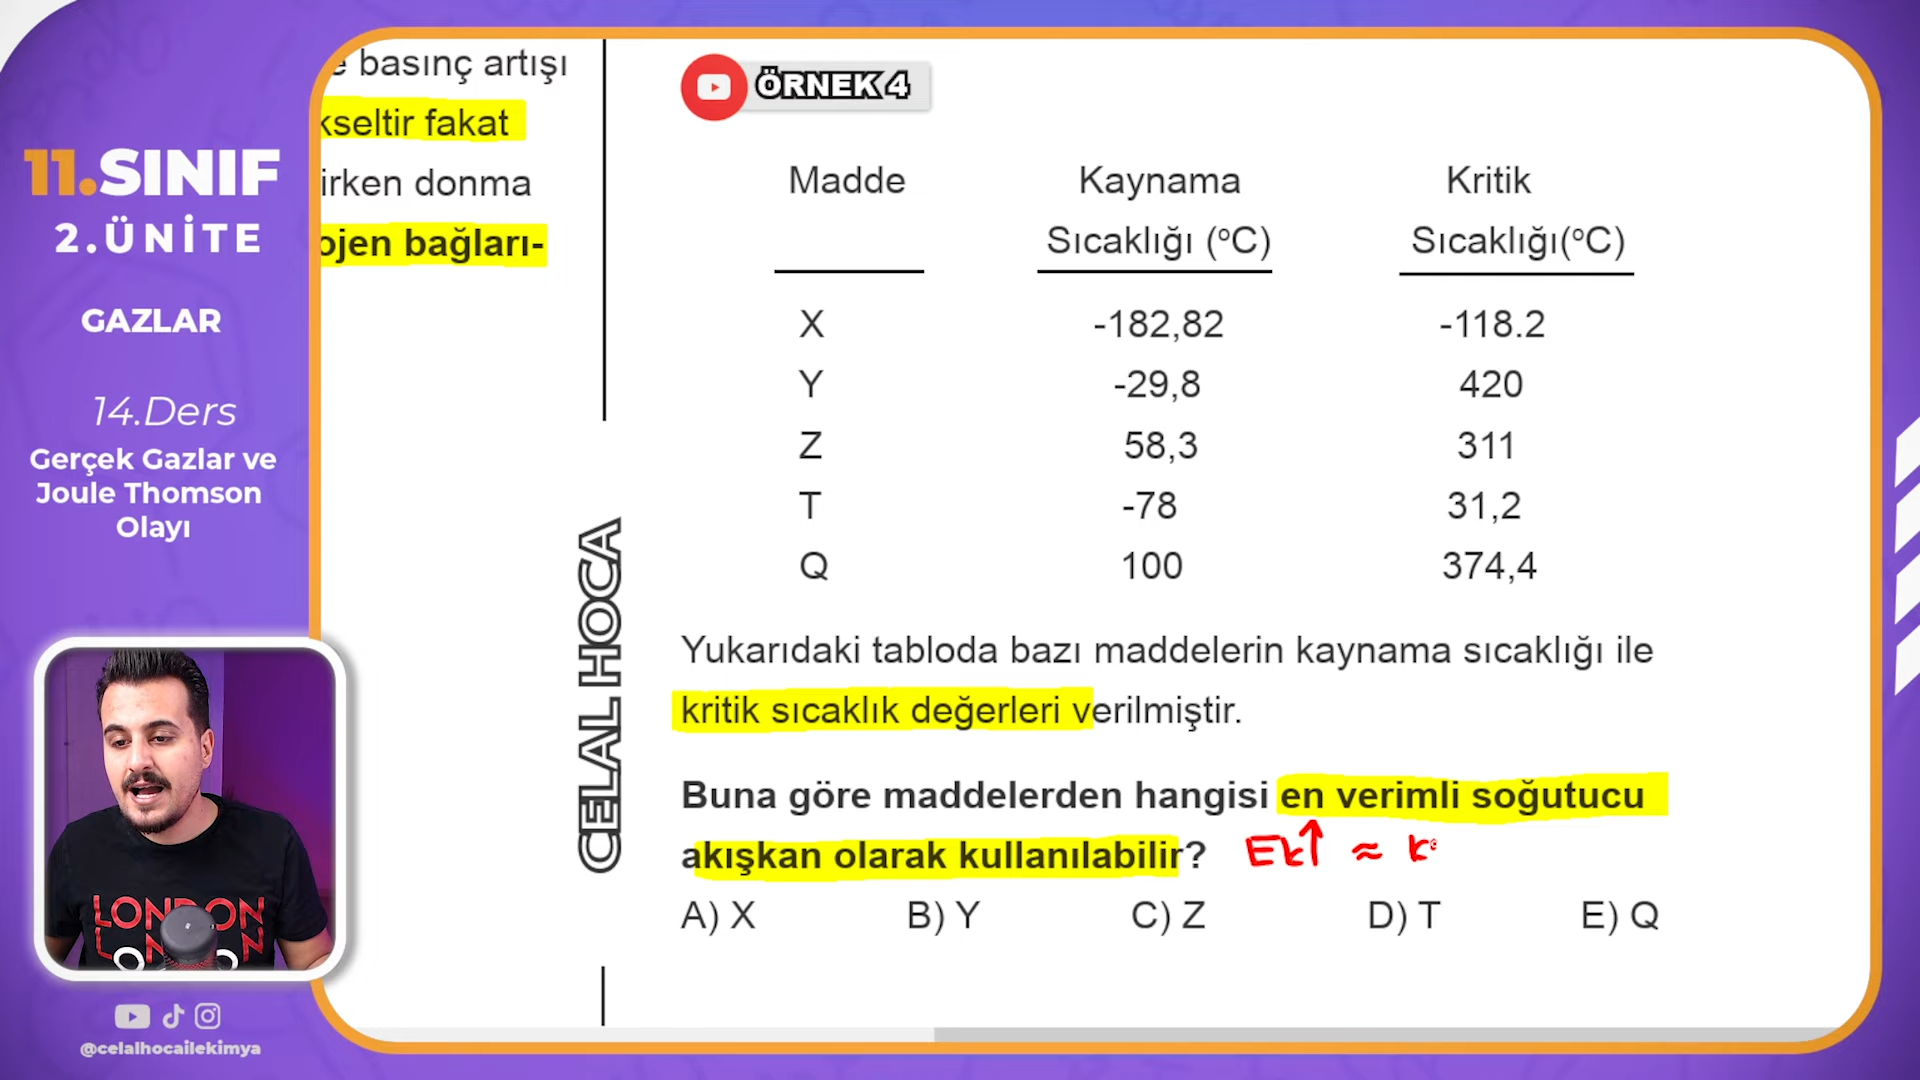 11.SINIF
2.ÜNİTE
GAZLAR
14.Ders
Gerçek Gazlar ve
Joule Thomson
Olayı
@celalhocailekimya
basınç artışı
kseltir fakat
irken donma
ojen bağları-
CELAL HOCA
ÖRNEK 4
Madde Kaynama Sıcaklığı (°C) Kritik Sıcaklığı(°C)
X -182,82 -118.2
Y -29,8 420
Z 58,3 311
T -78 31,2
Q 100 374,4
Yukarıdaki tabloda bazı maddelerin kaynama sıcaklığı ile
kritik sıcaklık değerleri verilmiştir.
Buna göre maddelerden hangisi en verimli soğutucu
akışkan olarak kullanılabilir? Ek↑ ≈ k
A) X B) Y C) Z D) T E) Q
LONDON